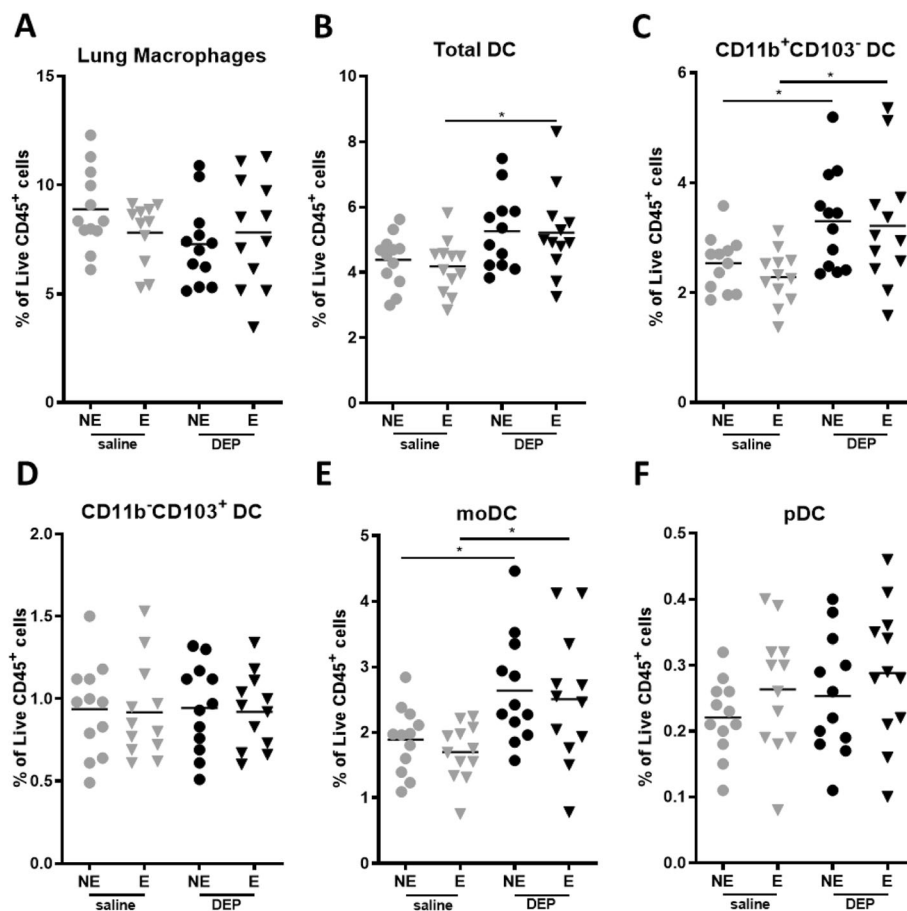 A
Lung Macrophages
% of Live CD45⁺ cells
15
10
5
0
NE E NE E
saline DEP
B
Total DC
% of Live CD45⁺ cells
10
8
6
4
2
0
*
NE E NE E
saline DEP
C
CD11b⁺CD103⁻ DC
% of Live CD45⁺ cells
6
4
2
0
*
*
NE E NE E
saline DEP
D
CD11b⁻CD103⁺ DC
% of Live CD45⁺ cells
2.0
1.5
1.0
0.5
0.0
NE E NE E
saline DEP
E
moDC
% of Live CD45⁺ cells
5
4
3
2
1
0
*
*
NE E NE E
saline DEP
F
pDC
% of Live CD45⁺ cells
0.5
0.4
0.3
0.2
0.1
0.0
NE E NE E
saline DEP